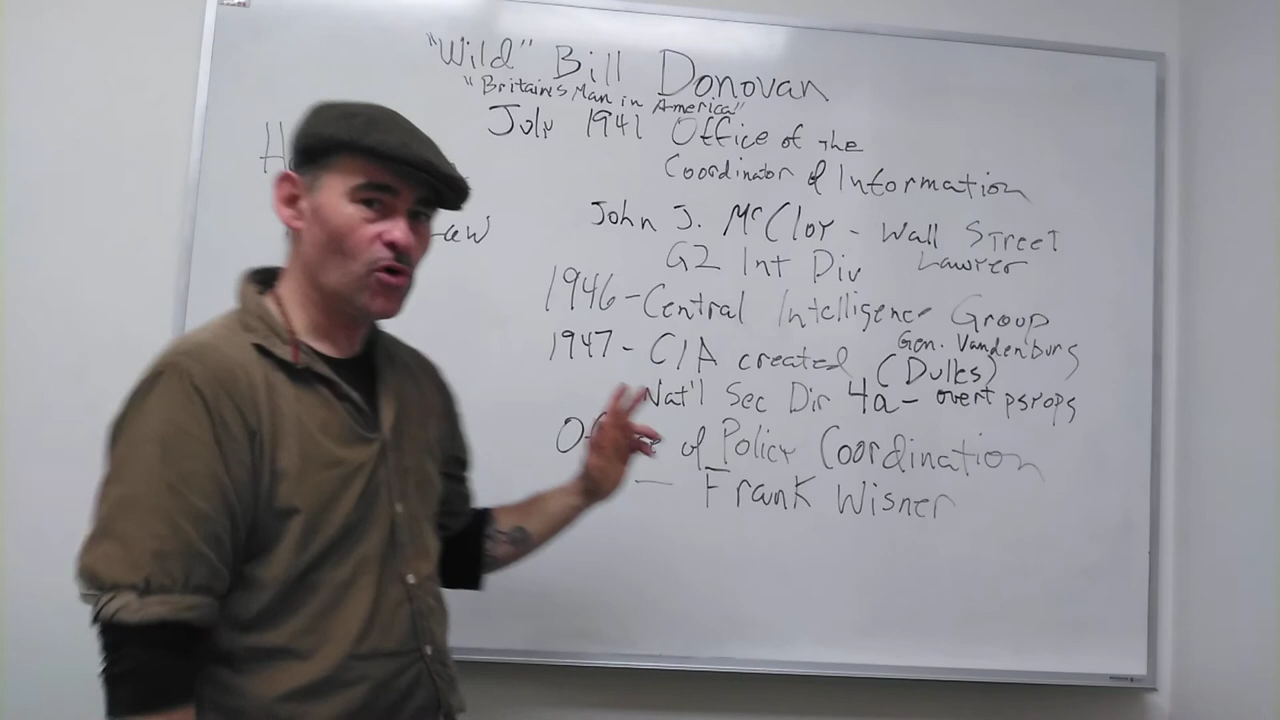 "Wild" Bill Donovan
"Britain's Man in America"
July 1941 Office of the
Coordinator of Information
John J. McCloy - Wall Street
Lawyer
G2 Int Div
1946 - Central Intelligence Group
Gen. Vandenburg
1947 - CIA created (Dulles)
Nat'l Sec Dir 4a - overt psyops
of Policy Coordination
— Frank Wisner